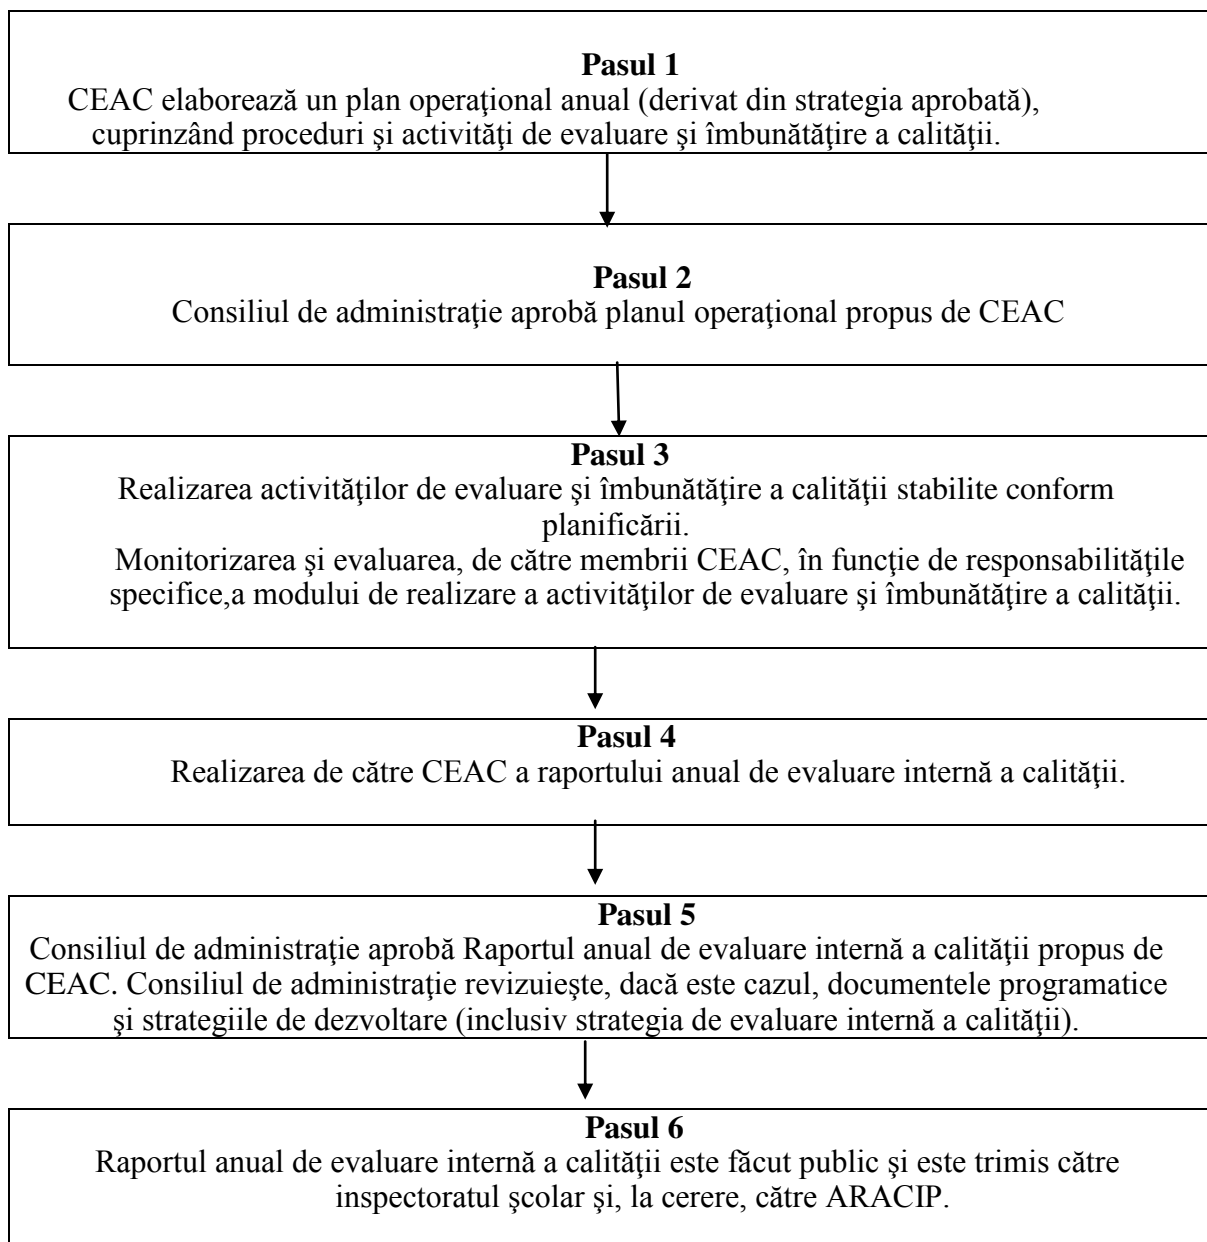 Pasul 1
CEAC elaborează un plan operaţional anual (derivat din strategia aprobată),
cuprinzând proceduri şi activităţi de evaluare şi îmbunătăţire a calităţii.
Pasul 2
Consiliul de administraţie aprobă planul operaţional propus de CEAC
Pasul 3
Realizarea activităţilor de evaluare şi îmbunătăţire a calităţii stabilite conform
planificării.
Monitorizarea şi evaluarea, de către membrii CEAC, în funcţie de responsabilităţile
specifice,a modului de realizare a activităţilor de evaluare şi îmbunătăţire a calităţii.
Pasul 4
Realizarea de către CEAC a raportului anual de evaluare internă a calităţii.
Pasul 5
Consiliul de administraţie aprobă Raportul anual de evaluare internă a calităţii propus de
CEAC. Consiliul de administraţie revizuieşte, dacă este cazul, documentele programatice
şi strategiile de dezvoltare (inclusiv strategia de evaluare internă a calităţii).
Pasul 6
Raportul anual de evaluare internă a calităţii este făcut public şi este trimis către
inspectoratul şcolar şi, la cerere, către ARACIP.